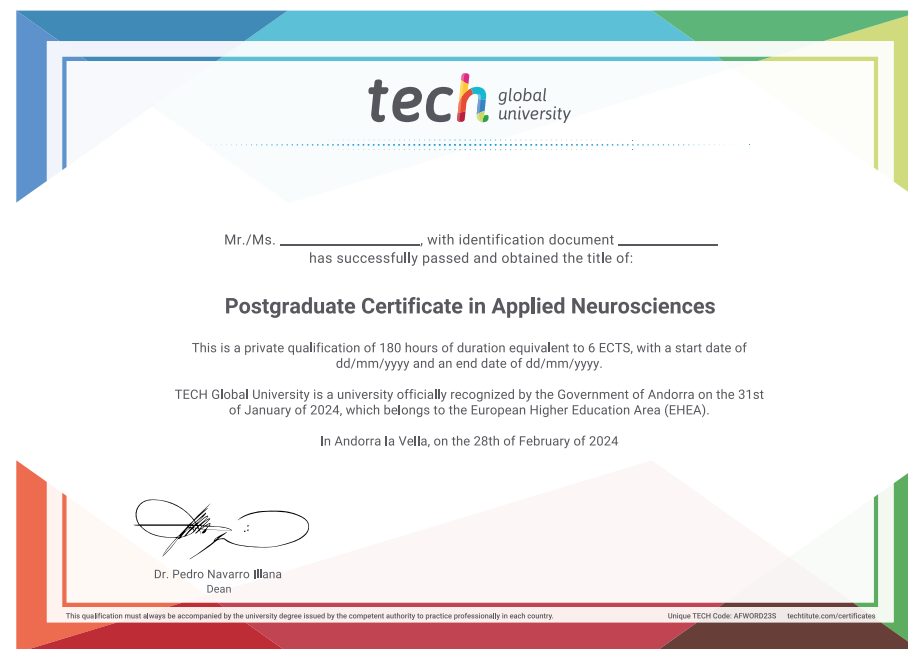 tech global university
Mr./Ms. ____________________, with identification document ______________
has successfully passed and obtained the title of:
Postgraduate Certificate in Applied Neurosciences
This is a private qualification of 180 hours of duration equivalent to 6 ECTS, with a start date of
dd/mm/yyyy and an end date of dd/mm/yyyy.
TECH Global University is a university officially recognized by the Government of Andorra on the 31st
of January of 2024, which belongs to the European Higher Education Area (EHEA).
In Andorra la Vella, on the 28th of February of 2024
Dr. Pedro Navarro Illana
Dean
This qualification must always be accompanied by the university degree issued by the competent authority to practice professionally in each country.
Unique TECH Code: AFWORD23S techtitute.com/certificates